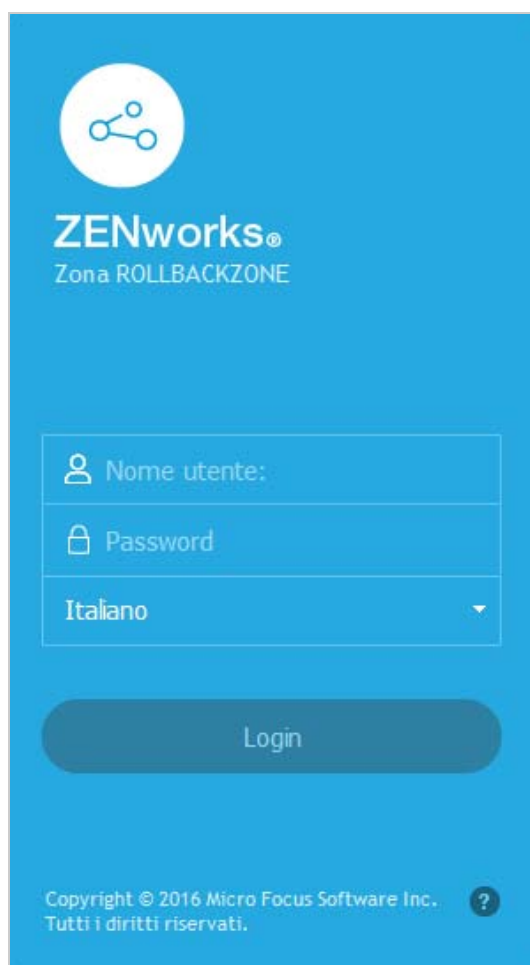 ZENworks®
Zona ROLLBACKZONE
Nome utente:
Password
Italiano
Login
Copyright © 2016 Micro Focus Software Inc.
Tutti i diritti riservati.
?